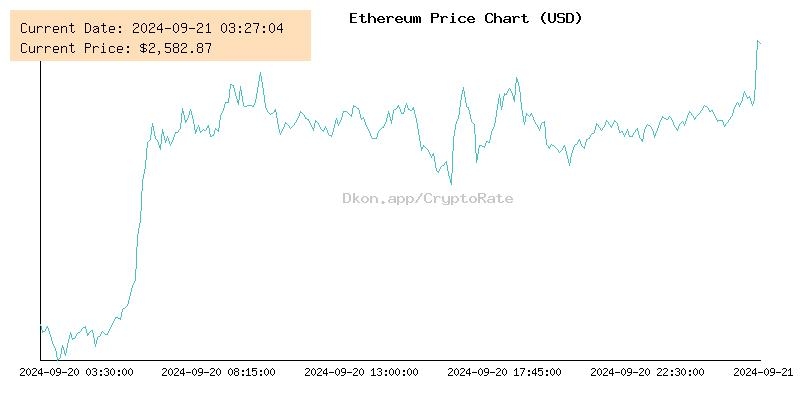 Ethereum Price Chart (USD)
Current Date: 2024-09-21 03:27:04
Current Price: $2,582.87
Dkon.app/CryptoRate
2024-09-20 03:30:00 2024-09-20 08:15:00 2024-09-20 13:00:00 2024-09-20 17:45:00 2024-09-20 22:30:00 2024-09-21